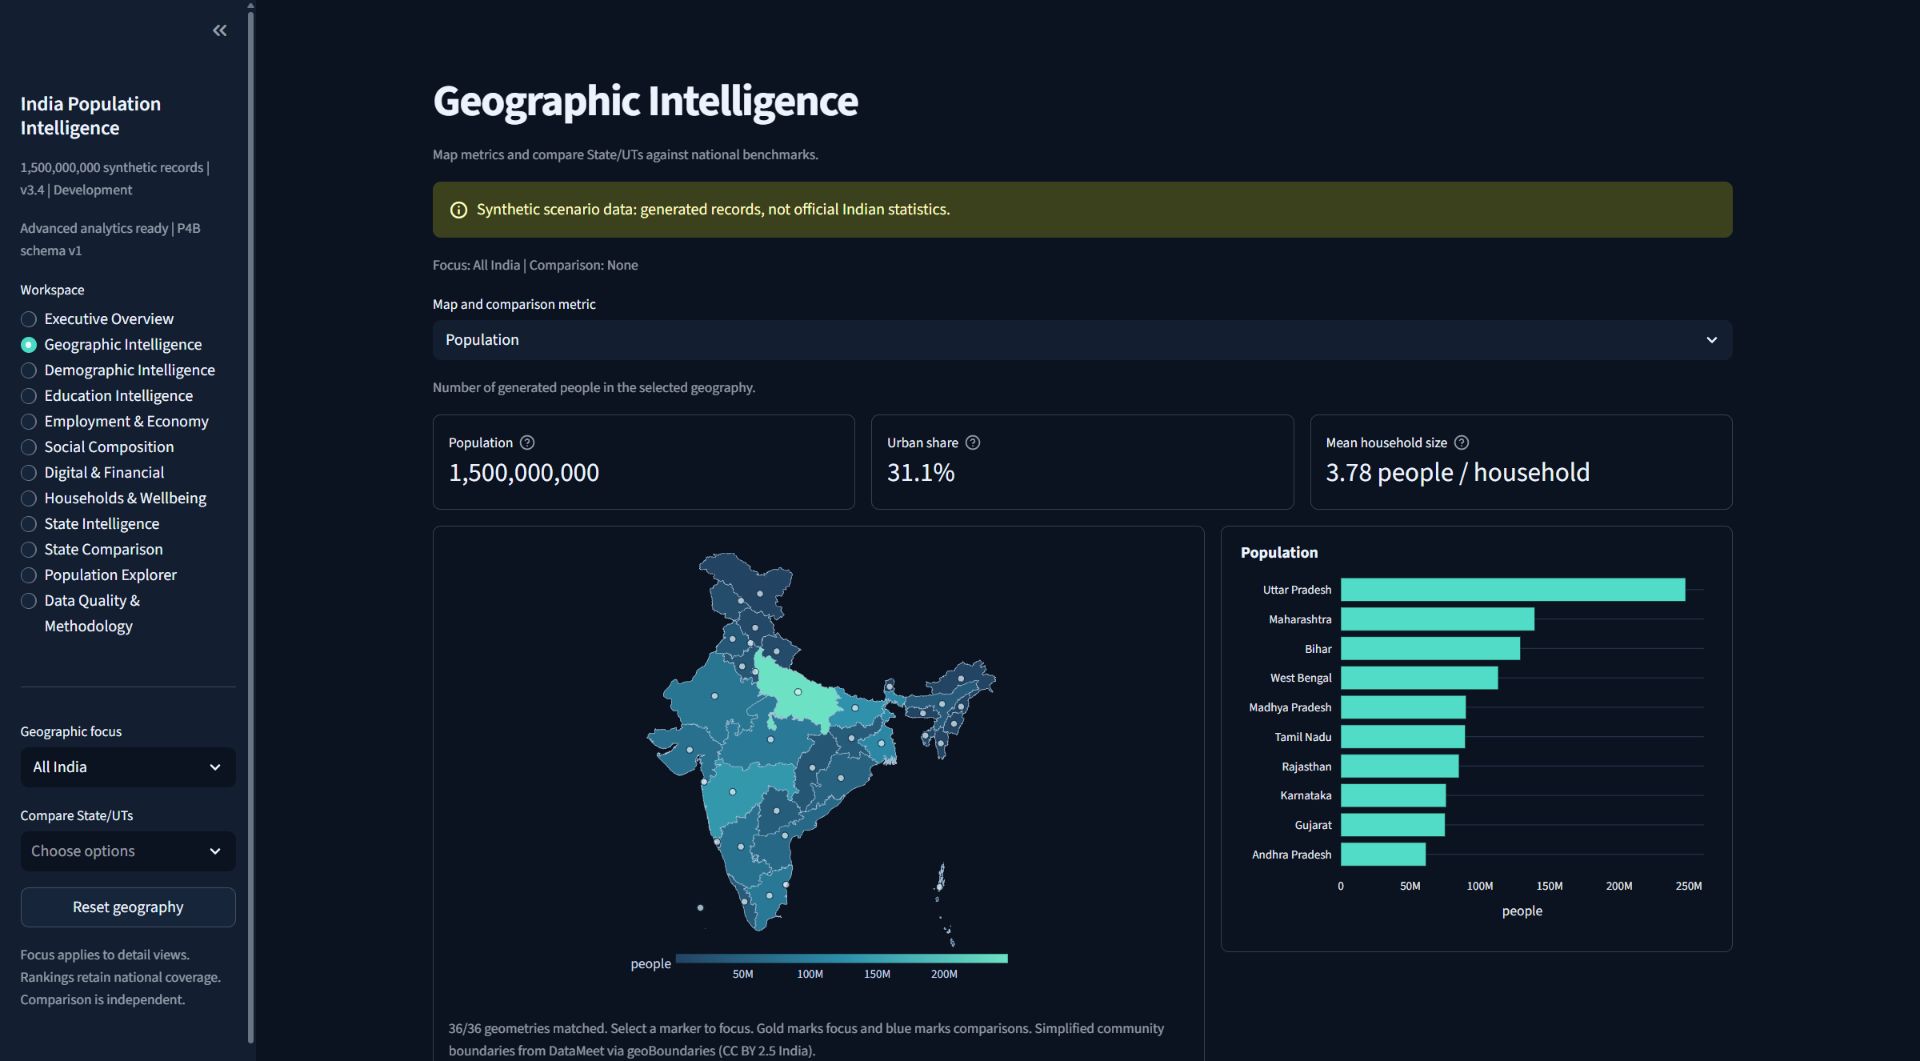 India Population
Intelligence
1,500,000,000 synthetic records |
v3.4 | Development
Advanced analytics ready | P4B
schema v1
Workspace
Executive Overview
Geographic Intelligence
Demographic Intelligence
Education Intelligence
Employment & Economy
Social Composition
Digital & Financial
Households & Wellbeing
State Intelligence
State Comparison
Population Explorer
Data Quality &
Methodology
Geographic focus
All India
Compare State/UTs
Choose options
Reset geography
Focus applies to detail views.
Rankings retain national coverage.
Comparison is independent.
Geographic Intelligence
Map metrics and compare State/UTs against national benchmarks.
Synthetic scenario data: generated records, not official Indian statistics.
Focus: All India | Comparison: None
Map and comparison metric
Population
Number of generated people in the selected geography.
Population
1,500,000,000
Urban share
31.1%
Mean household size
3.78 people / household
people
50M 100M 150M 200M
36/36 geometries matched. Select a marker to focus. Gold marks focus and blue marks comparisons. Simplified community
boundaries from DataMeet via geoBoundaries (CC BY 2.5 India).
Population
Uttar Pradesh
Maharashtra
Bihar
West Bengal
Madhya Pradesh
Tamil Nadu
Rajasthan
Karnataka
Gujarat
Andhra Pradesh
0 50M 100M 150M 200M 250M
people